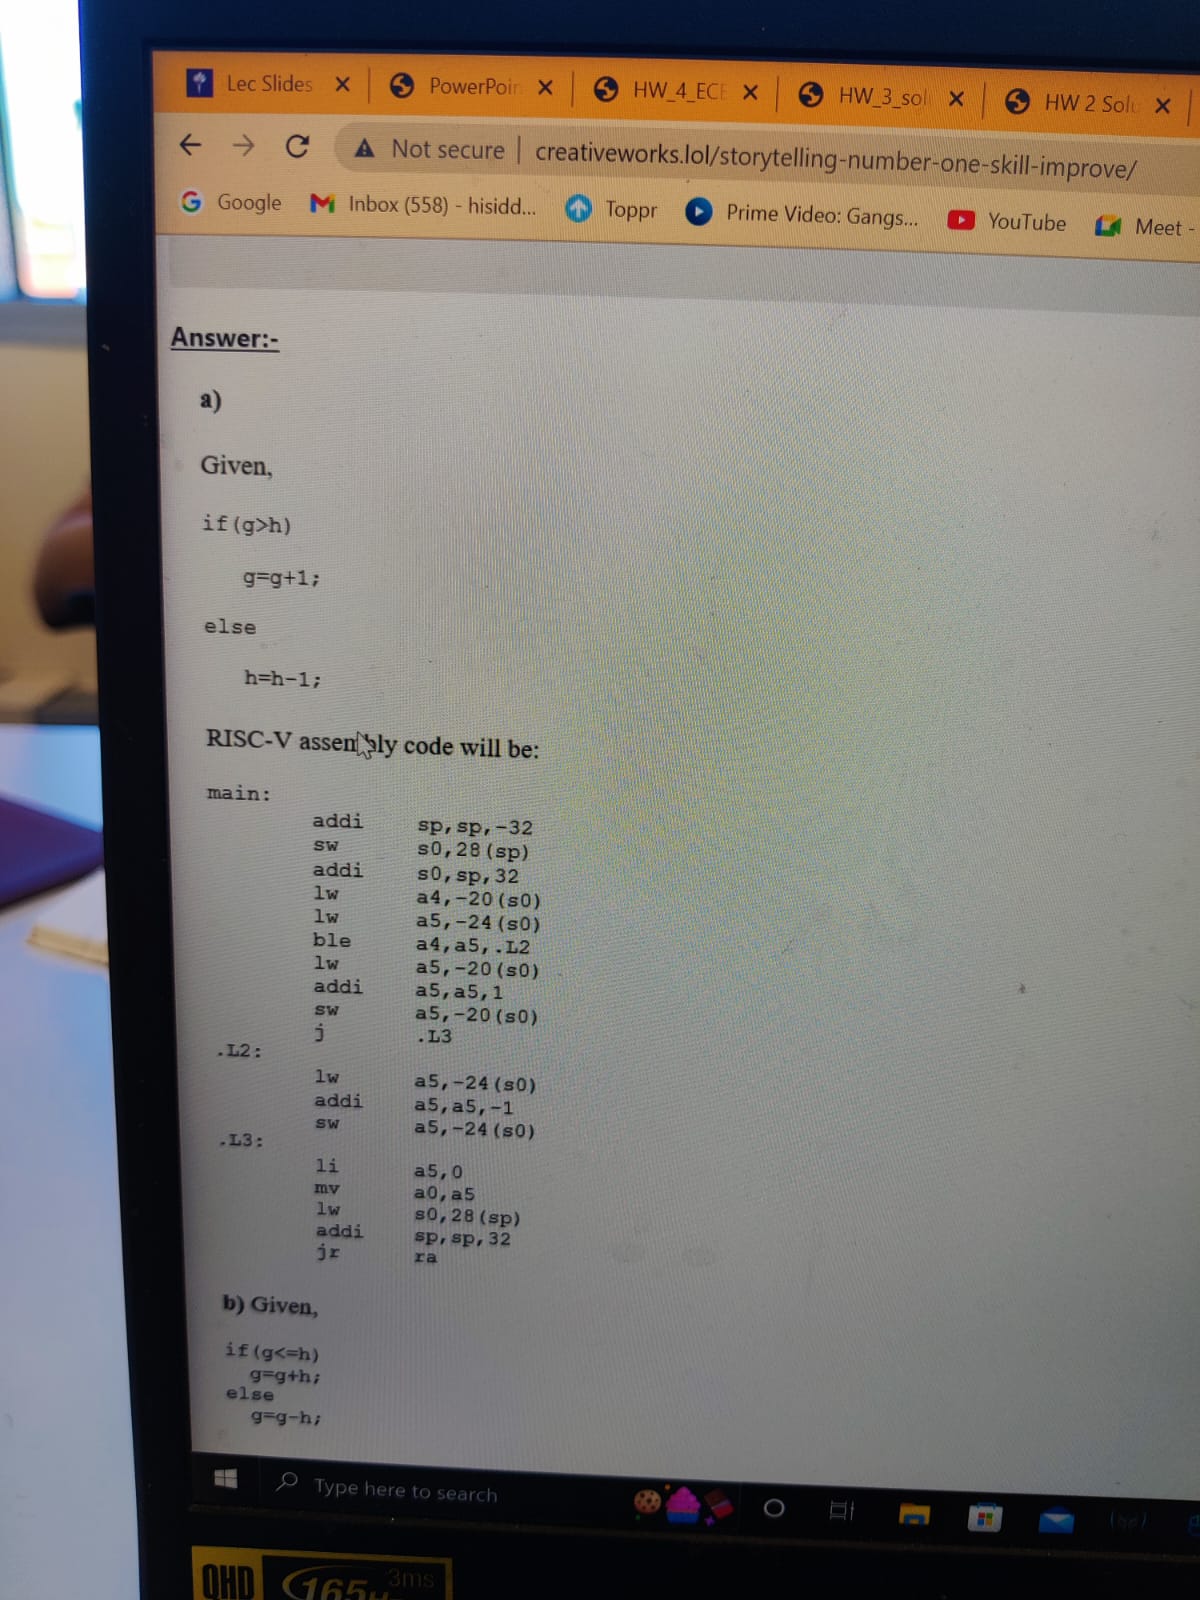 Lec Slides PowerPoin HW_4_ECE HW_3_sol HW 2 Solu
Not secure | creativeworks.lol/storytelling-number-one-skill-improve/
Google Inbox (558) - hisidd... Toppr Prime Video: Gangs... YouTube Meet -
Answer:-
a)
Given,
if(g>h)
g=g+1;
else
h=h-1;
RISC-V assembly code will be:
main:
addi sp,sp,-32
sw s0,28(sp)
addi s0,sp,32
lw a4,-20(s0)
lw a5,-24(s0)
ble a4,a5,.L2
lw a5,-20(s0)
addi a5,a5,1
sw a5,-20(s0)
j .L3
.L2:
lw a5,-24(s0)
addi a5,a5,-1
sw a5,-24(s0)
.L3:
li a5,0
mv a0,a5
lw s0,28(sp)
addi sp,sp,32
jr ra
b) Given,
if(g<=h)
g=g+h;
else
g=g-h;
Type here to search
QHD 165 3ms